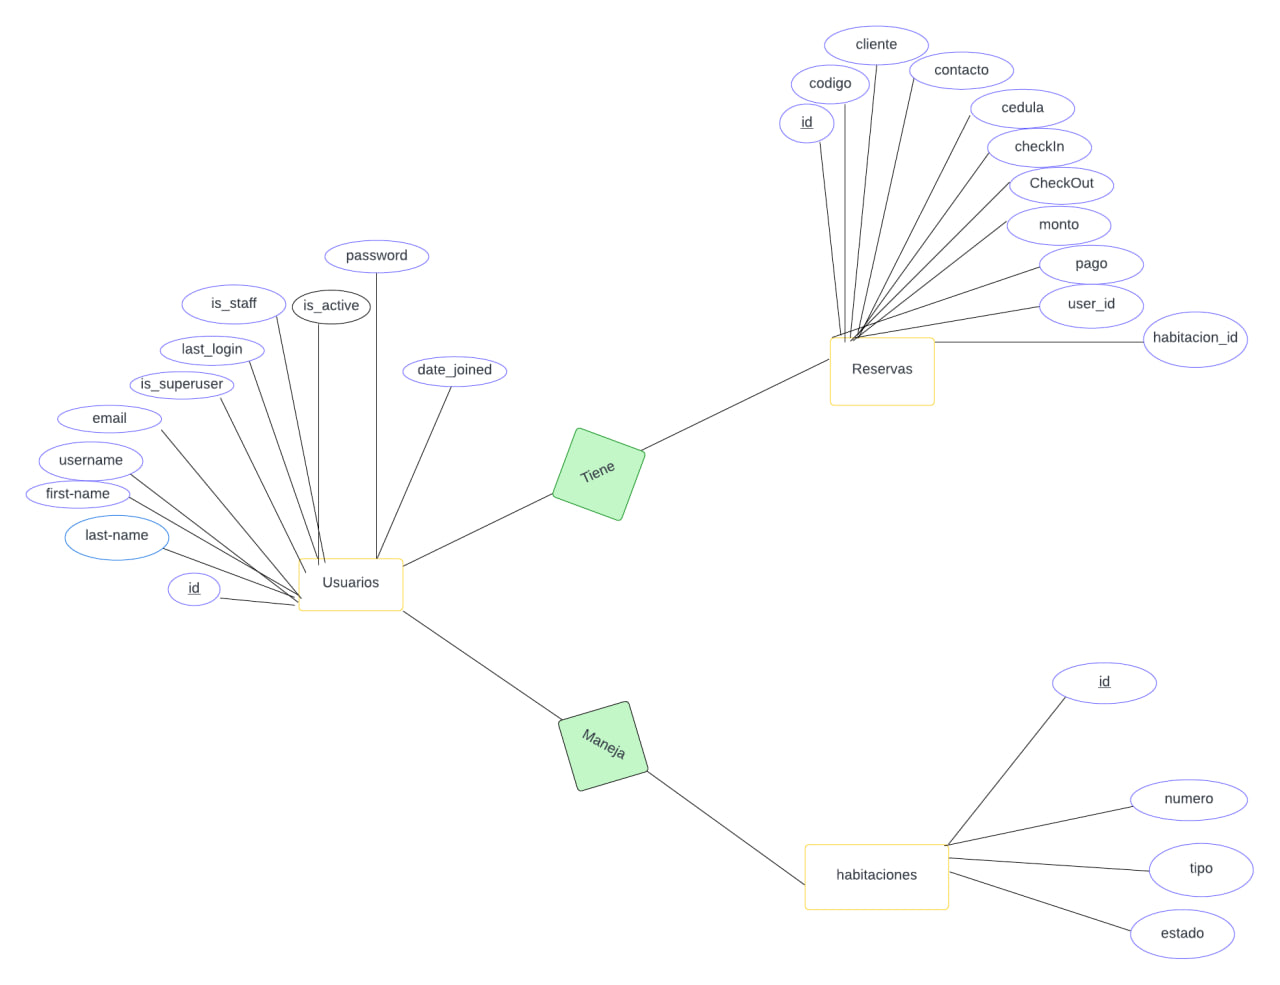 cliente
contacto
codigo
cedula
id
checkIn
CheckOut
monto
pago
user_id
habitacion_id
Reservas
password
is_staff
is_active
last_login
date_joined
is_superuser
email
username
first-name
last-name
id
Usuarios
Tiene
Maneja
id
numero
tipo
habitaciones
estado